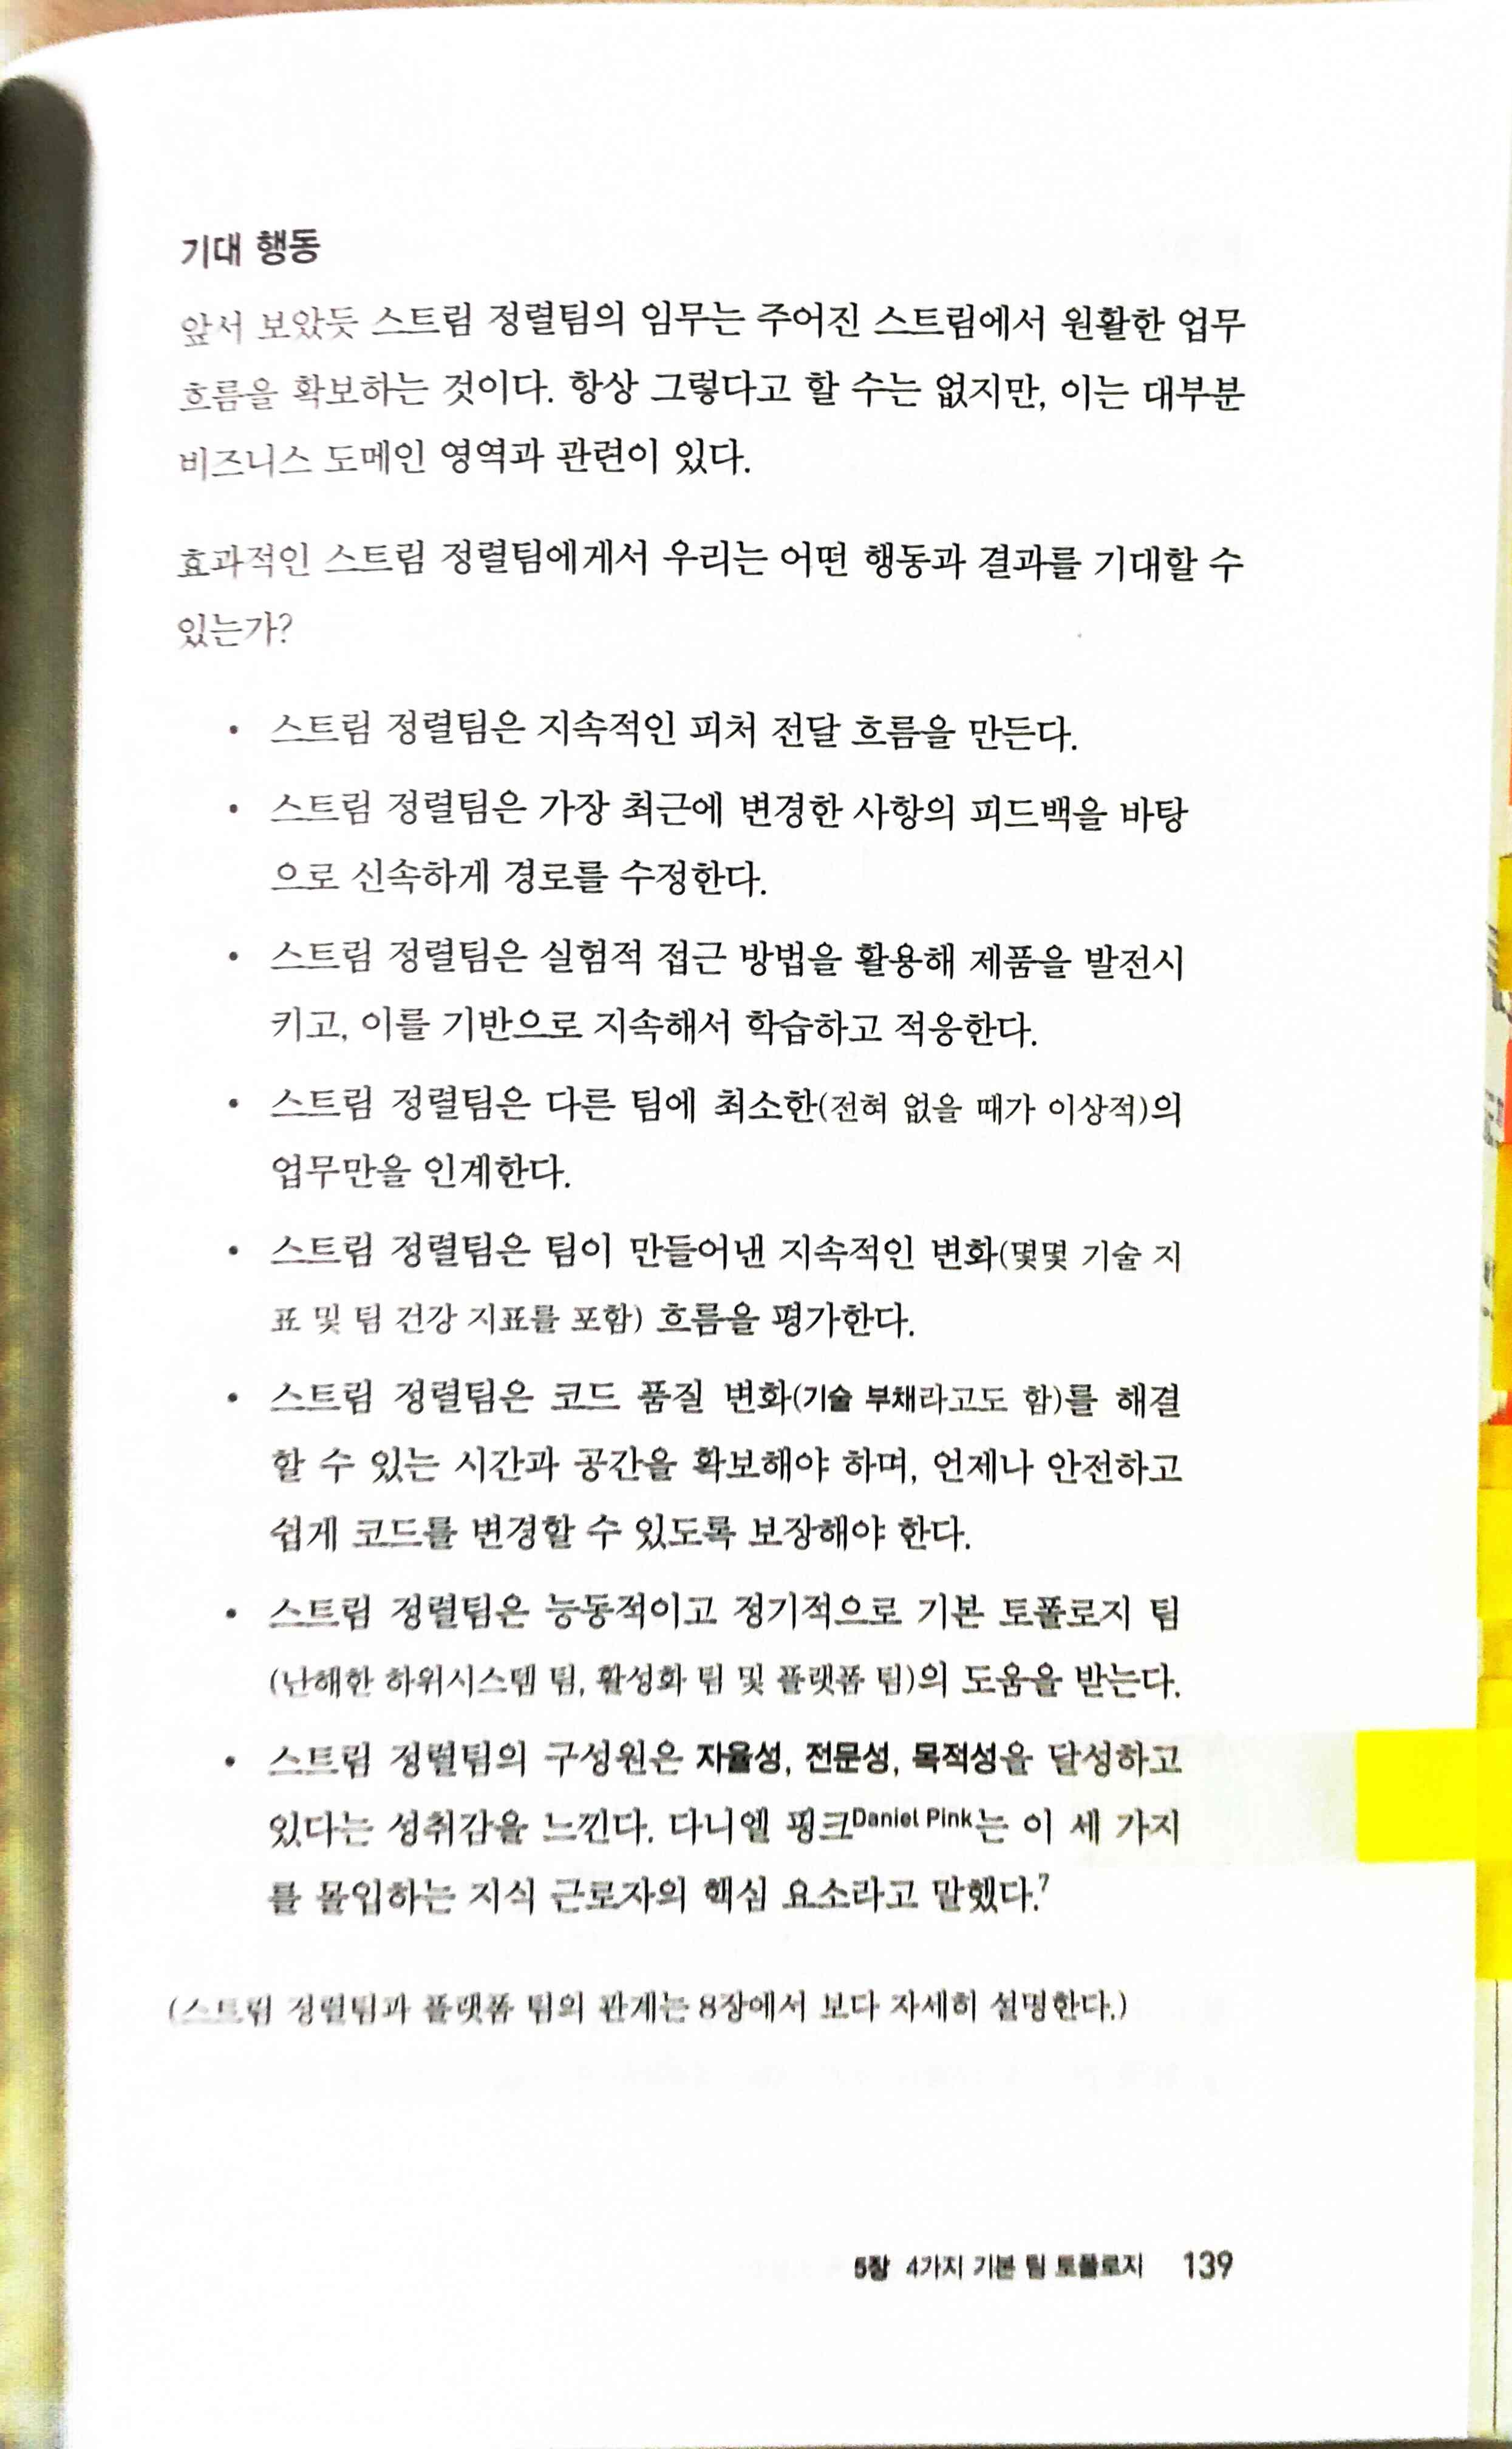 기대 행동
앞서 보았듯 스트림 정렬팀의 임무는 주어진 스트림에서 원활한 업무
흐름을 확보하는 것이다. 항상 그렇다고 할 수는 없지만, 이는 대부분
비즈니스 도메인 영역과 관련이 있다.
효과적인 스트림 정렬팀에게서 우리는 어떤 행동과 결과를 기대할 수
있는가?
• 스트림 정렬팀은 지속적인 피처 전달 흐름을 만든다.
• 스트림 정렬팀은 가장 최근에 변경한 사항의 피드백을 바탕
으로 신속하게 경로를 수정한다.
• 스트림 정렬팀은 실험적 접근 방법을 활용해 제품을 발전시
키고, 이를 기반으로 지속해서 학습하고 적응한다.
• 스트림 정렬팀은 다른 팀에 최소한(전혀 없을 때가 이상적)의
업무만을 인계한다.
• 스트림 정렬팀은 팀이 만들어낸 지속적인 변화(몇몇 기술 지
표 및 팀 건강 지표를 포함) 흐름을 평가한다.
• 스트림 정렬팀은 코드 품질 변화(기술 부채라고도 함)를 해결
할 수 있는 시간과 공간을 확보해야 하며, 언제나 안전하고
쉽게 코드를 변경할 수 있도록 보장해야 한다.
• 스트림 정렬팀은 능동적이고 정기적으로 기본 토폴로지 팀
(난해한 하위시스템 팀, 활성화 팀 및 플랫폼 팀)의 도움을 받는다.
• 스트림 정렬팀의 구성원은 자율성, 전문성, 목적성을 달성하고
있다는 성취감을 느낀다. 다니엘 핑크Daniel Pink는 이 세 가지
를 몰입하는 지식 근로자의 핵심 요소라고 말했다.7
(스트림 정렬팀과 플랫폼 팀의 관계는 8장에서 보다 자세히 설명한다.)
5장 4가지 기본 팀 토폴로지 139